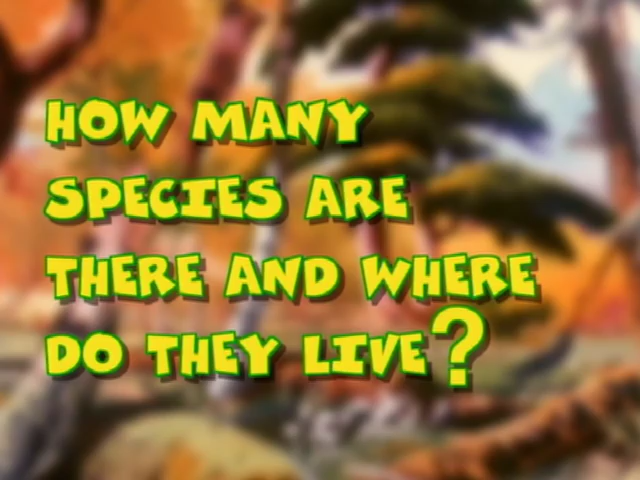 HOW MANY
SPECIES ARE
THERE AND WHERE
DO THEY LIVE?